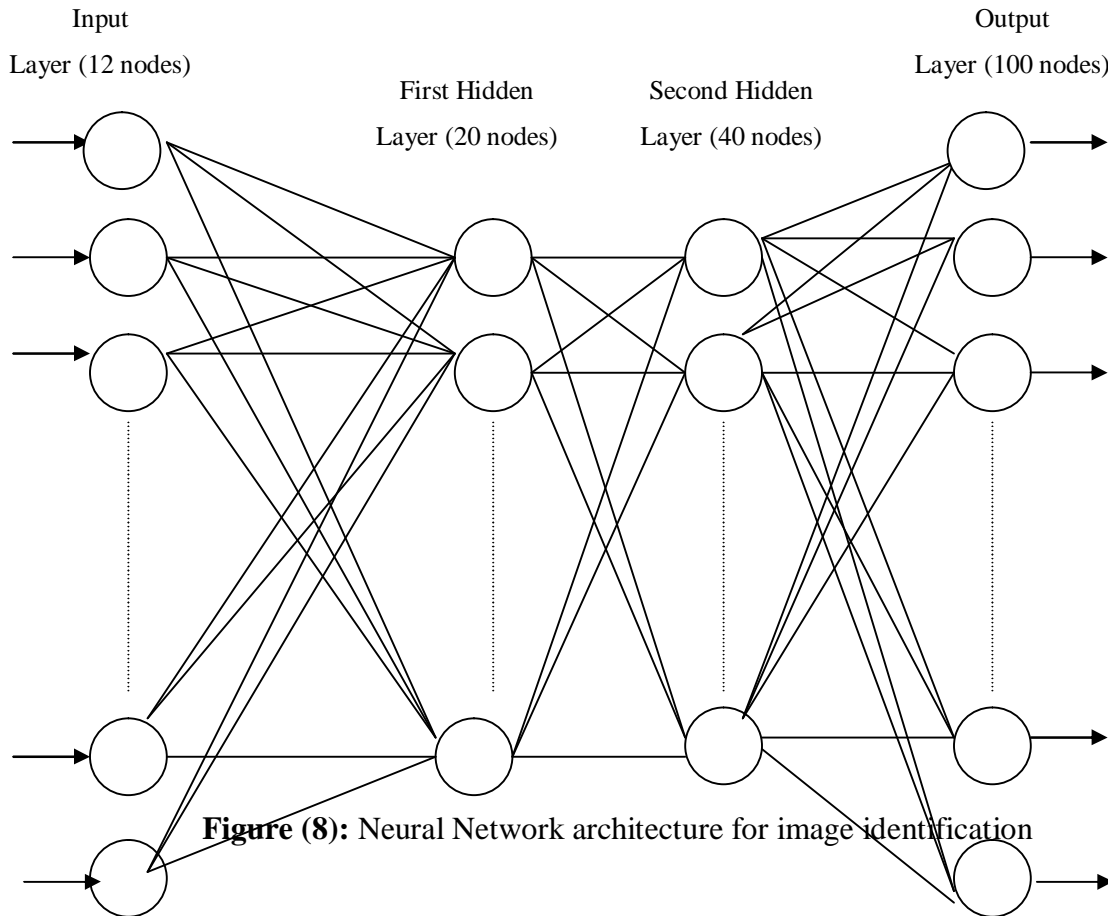 Input
Layer (12 nodes)
First Hidden
Layer (20 nodes)
Second Hidden
Layer (40 nodes)
Output
Layer (100 nodes)
Figure (8): Neural Network architecture for image identification